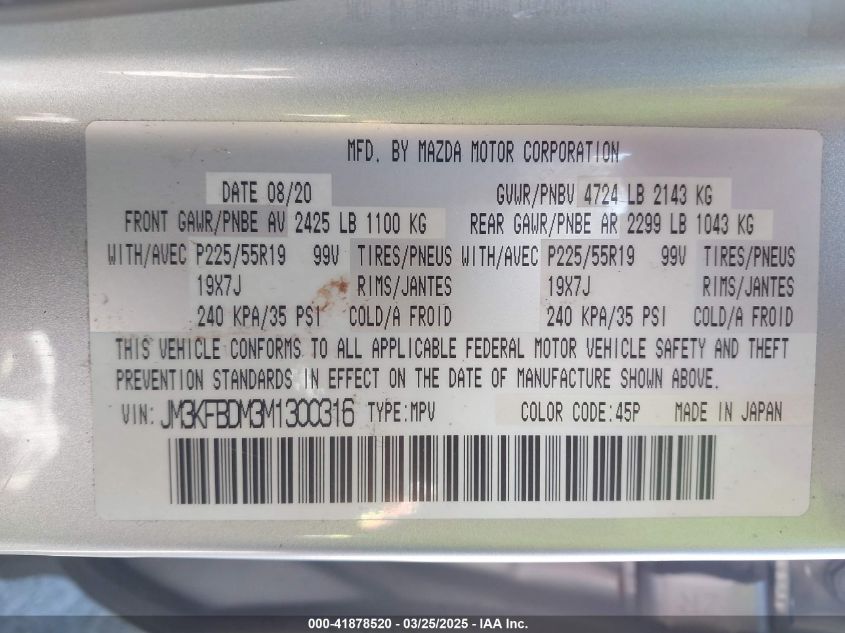 MFD. BY MAZDA MOTOR CORPORATION
DATE 08/20 GVWR/PNBV 4724 LB 2143 KG
FRONT GAWR/PNBE AV 2425 LB 1100 KG REAR GAWR/PNBE AR 2299 LB 1043 KG
WITH/AVEC P225/55R19 99V TIRES/PNEUS WITH/AVEC P225/55R19 99V TIRES/PNEUS
19X7J RIMS/JANTES 19X7J RIMS/JANTES
240 KPA/35 PSI COLD/A FROID 240 KPA/35 PSI COLD/A FROID
THIS VEHICLE CONFORMS TO ALL APPLICABLE FEDERAL MOTOR VEHICLE SAFETY AND THEFT
PREVENTION STANDARDS IN EFFECT ON THE DATE OF MANUFACTURE SHOWN ABOVE.
VIN: JM3KFBDM3M1300316 TYPE:MPV COLOR CODE:45P MADE IN JAPAN
000-41878520 - 03/25/2025 - IAA Inc.